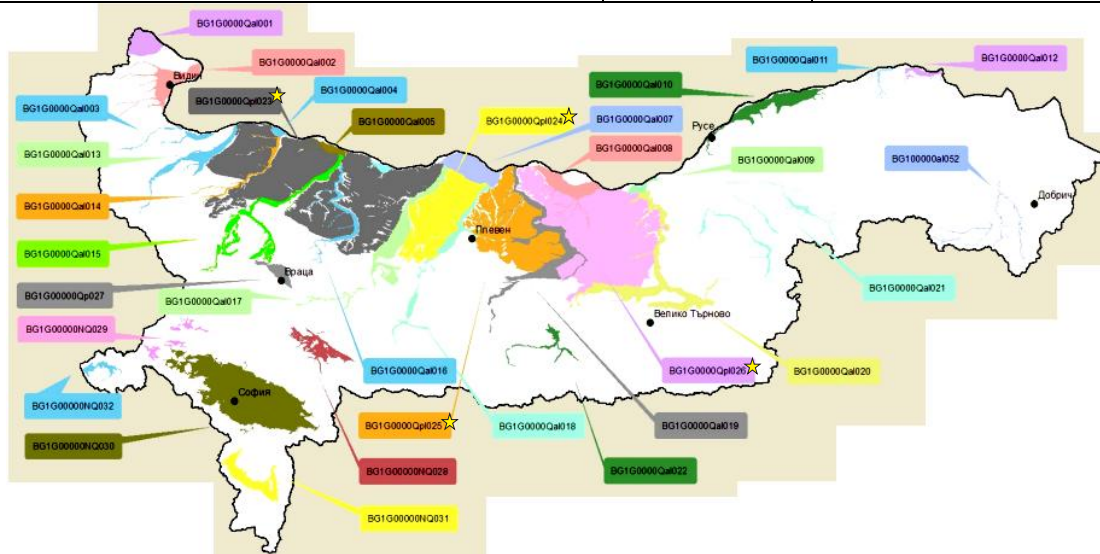 BG1G0000Qal001
BG1G0000Qal002
Видин
BG1G0000Qal003
BG1G0000Qpl023
BG1G0000Qal004
BG1G0000Qal005
BG1G0000Qpl024
BG1G0000Qal007
BG1G0000Qal008
BG1G0000Qal010
BG1G0000Qal011
BG1G0000Qal012
Русе
BG1G0000Qal009
BG100000al052
Добрич
BG1G0000Qal013
BG1G0000Qal014
BG1G0000Qal015
Плевен
Враца
BG1G00000Qp027
BG1G0000Qal017
BG1G0000Qal021
Велико Търново
BG1G00000NQ029
BG1G0000Qal016
BG1G0000Qpl026
BG1G0000Qal020
София
BG1G00000NQ032
BG1G0000Qpl025
BG1G0000Qal018
BG1G0000Qal019
BG1G00000NQ030
BG1G00000NQ028
BG1G0000Qal022
BG1G00000NQ031